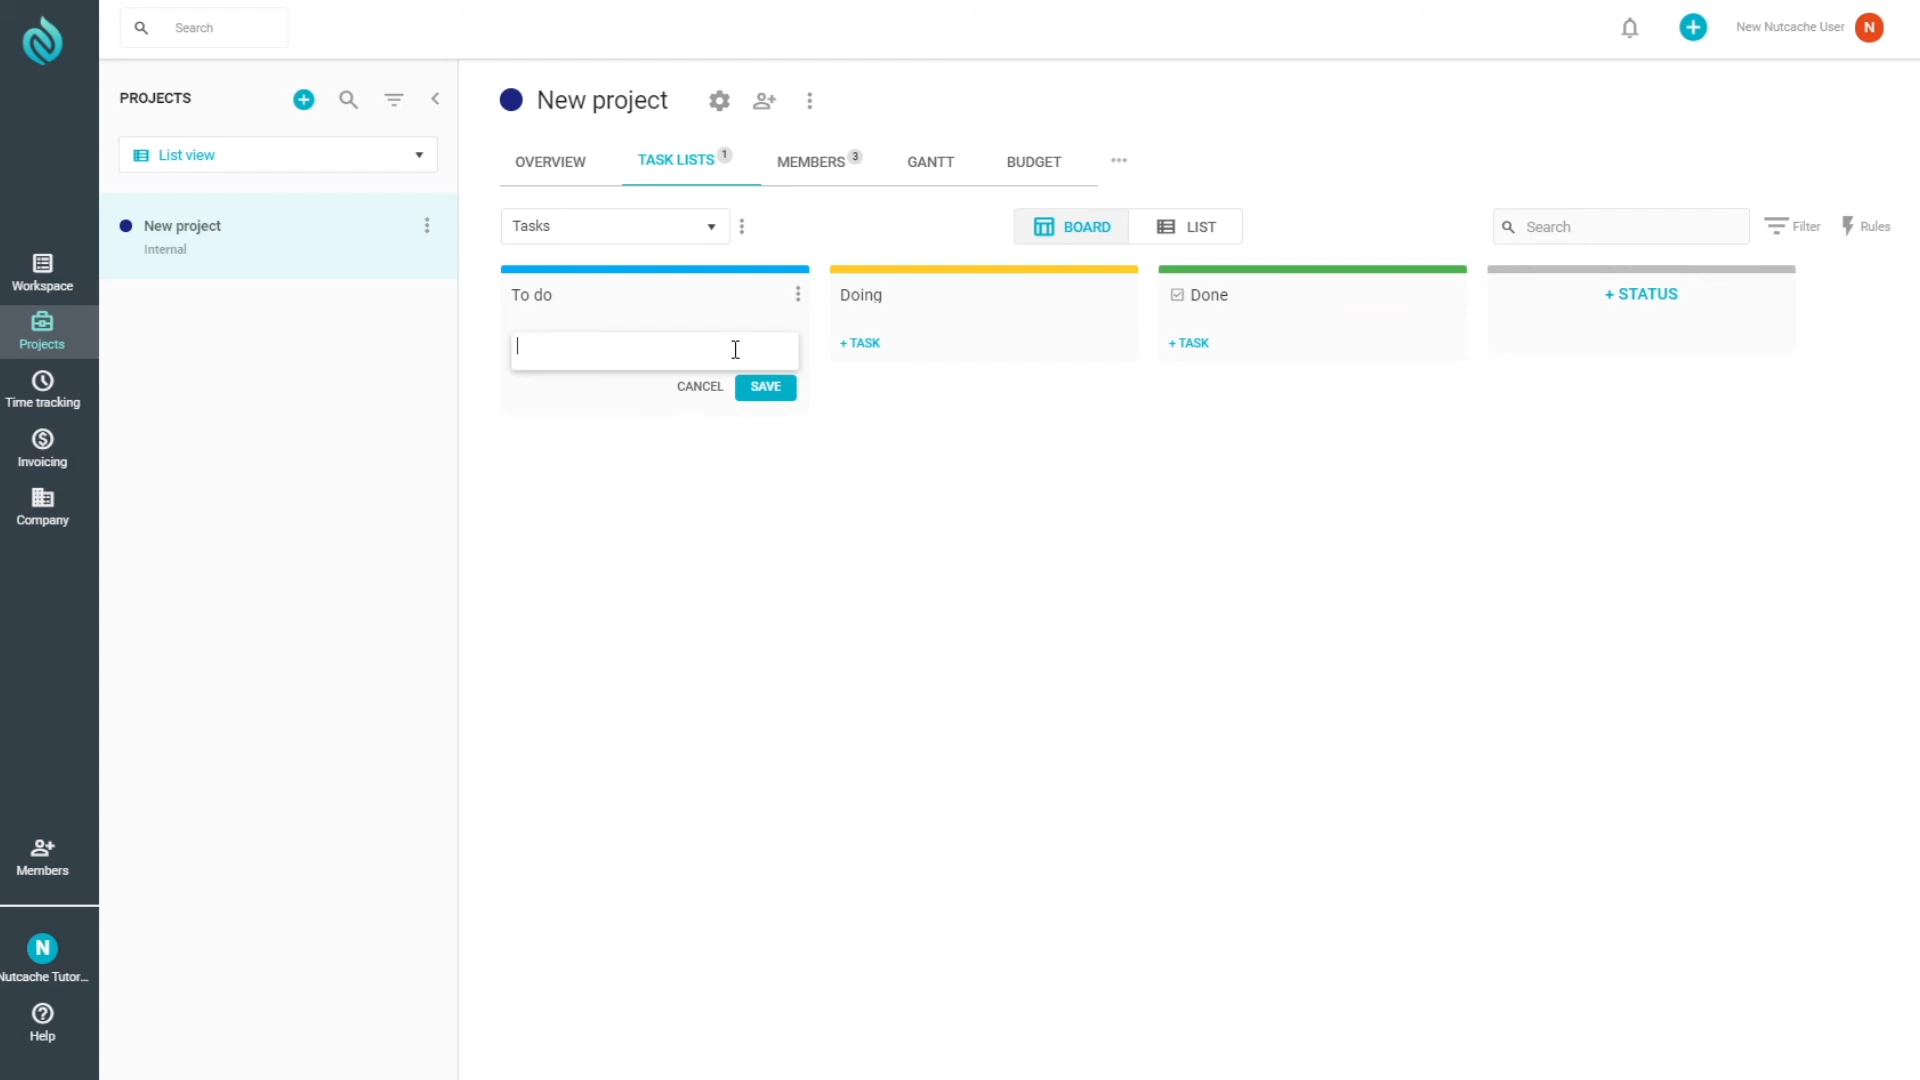 Search
New Nutcache User
N
PROJECTS
List view
New project
Internal
Workspace
Projects
Time tracking
Invoicing
Company
Members
N
Nutcache Tutor...
Help
New project
OVERVIEW
TASK LISTS 1
MEMBERS 3
GANTT
BUDGET
Tasks
BOARD
LIST
Search
Filter
Rules
To do
CANCEL
SAVE
Doing
+ TASK
Done
+ TASK
+ STATUS